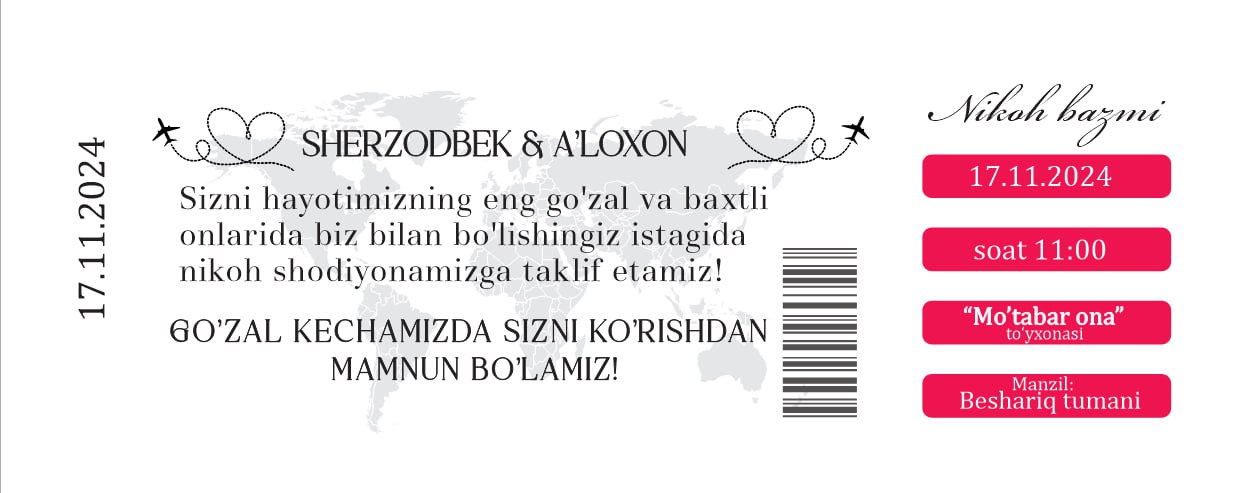 17.11.2024
SHERZODBEK & A’LOXON
Sizni hayotimizning eng go'zal va baxtli
onlarida biz bilan bo'lishingiz istagida
nikoh shodiyonamizga taklif etamiz!
GO’ZAL KECHAMIZDA SIZNI KO’RISHDAN
MAMNUN BO’LAMIZ!
Nikoh bazmi
17.11.2024
soat 11:00
“Mo’tabar ona”
to’yxonasi
Manzil:
Beshariq tumani